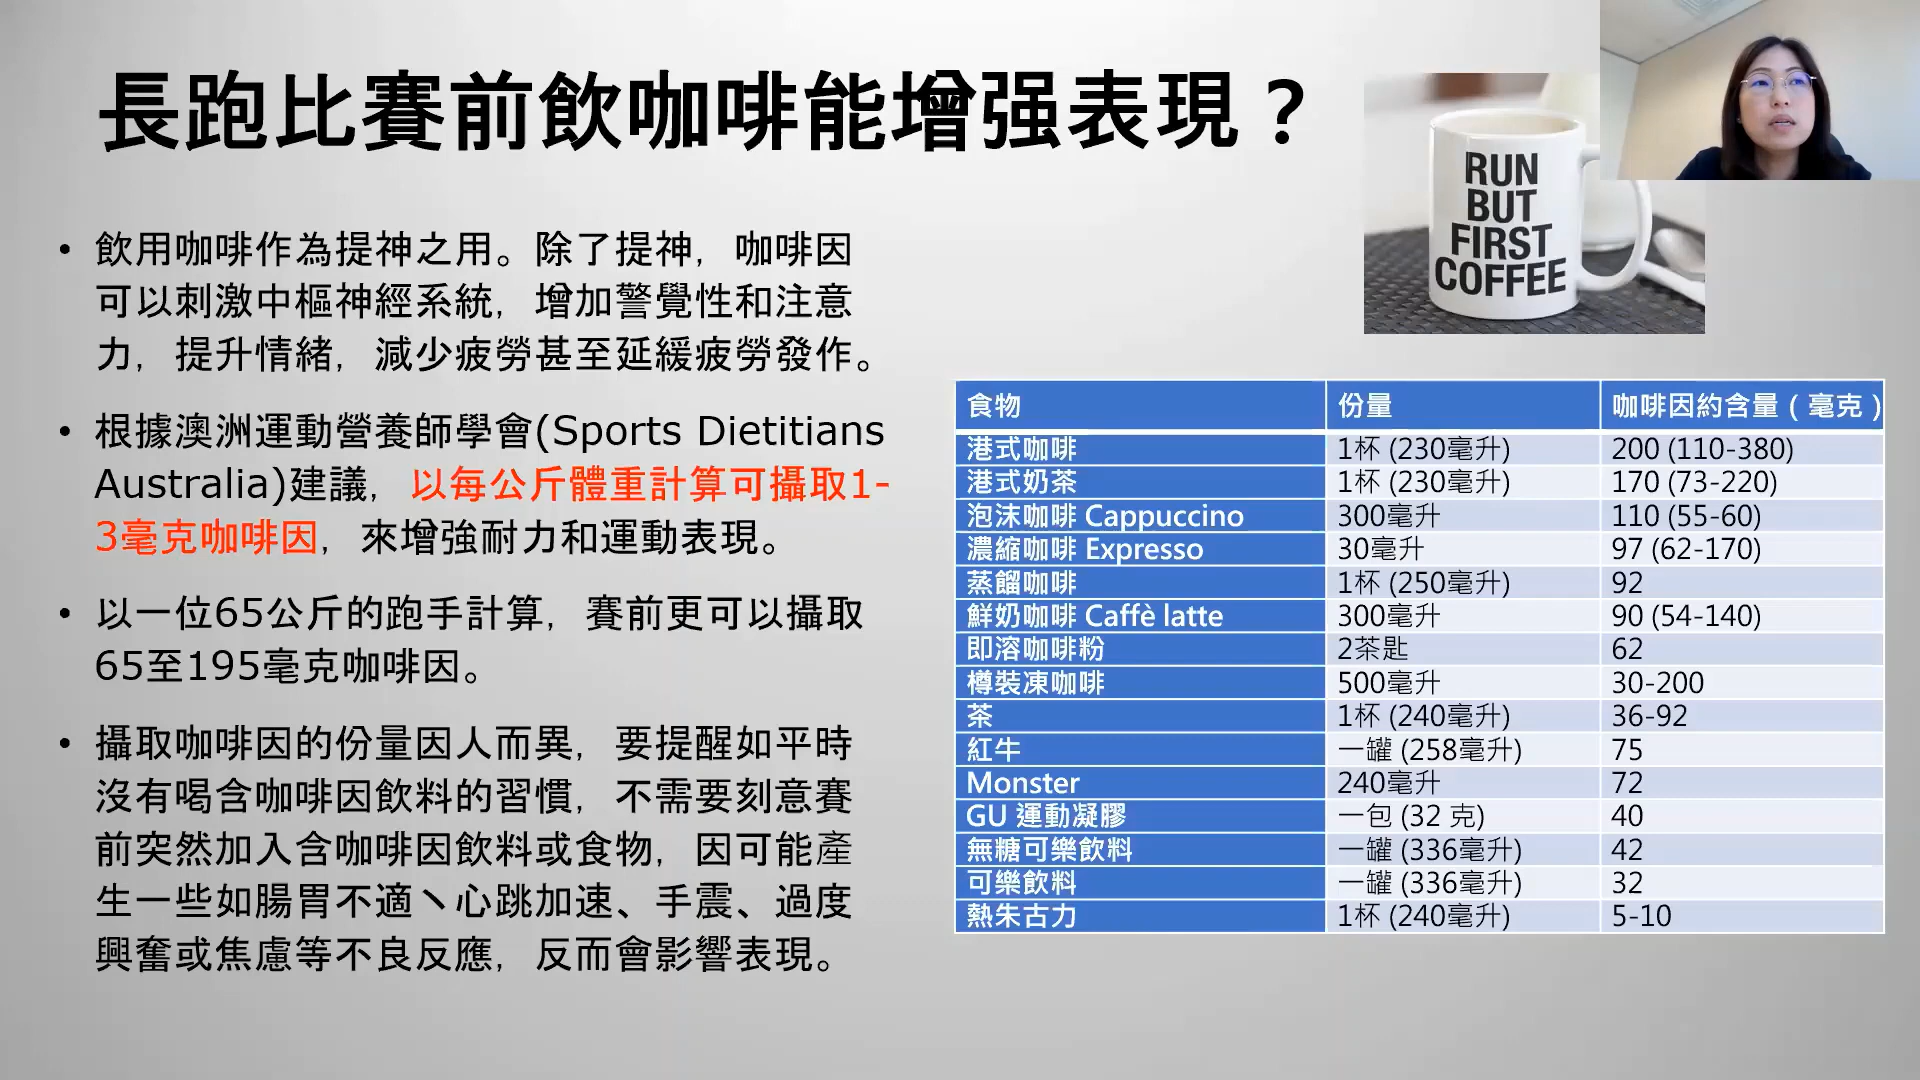 長跑比賽前飲咖啡能增强表現？
RUN
BUT
FIRST
COFFEE
• 飲用咖啡作為提神之用。除了提神，咖啡因
可以刺激中樞神經系統，增加警覺性和注意
力，提升情緒，減少疲勞甚至延緩疲勞發作。
• 根據澳洲運動營養師學會(Sports Dietitians
Australia)建議，以每公斤體重計算可攝取1-
3毫克咖啡因，來增強耐力和運動表現。
• 以一位65公斤的跑手計算，賽前更可以攝取
65至195毫克咖啡因。
• 攝取咖啡因的份量因人而異，要提醒如平時
沒有喝含咖啡因飲料的習慣，不需要刻意賽
前突然加入含咖啡因飲料或食物，因可能產
生一些如腸胃不適丶心跳加速、手震、過度
興奮或焦慮等不良反應，反而會影響表現。
食物 份量 咖啡因約含量（毫克）
港式咖啡 1杯 (230毫升) 200 (110-380)
港式奶茶 1杯 (230毫升) 170 (73-220)
泡沫咖啡 Cappuccino 300毫升 110 (55-60)
濃縮咖啡 Expresso 30毫升 97 (62-170)
蒸餾咖啡 1杯 (250毫升) 92
鮮奶咖啡 Caffè latte 300毫升 90 (54-140)
即溶咖啡粉 2茶匙 62
樽裝凍咖啡 500毫升 30-200
茶 1杯 (240毫升) 36-92
紅牛 一罐 (258毫升) 75
Monster 240毫升 72
GU 運動凝膠 一包 (32 克) 40
無糖可樂飲料 一罐 (336毫升) 42
可樂飲料 一罐 (336毫升) 32
熱朱古力 1杯 (240毫升) 5-10